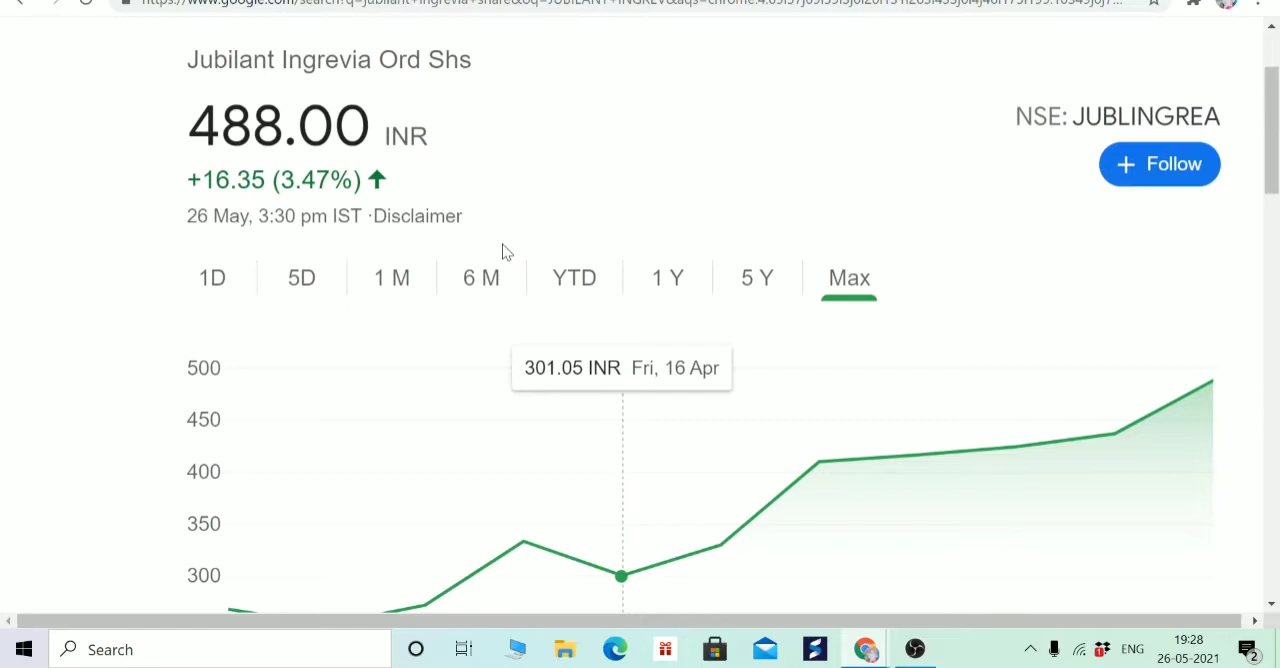 Jubilant Ingrevia Ord Shs
488.00 INR
NSE: JUBLINGREA
+ Follow
+16.35 (3.47%)
26 May, 3:30 pm IST ·Disclaimer
1D 5D 1 M 6 M YTD 1 Y 5 Y Max
301.05 INR Fri, 16 Apr
500
450
400
350
300
Search
ENG
19:28
26-05-2021
2